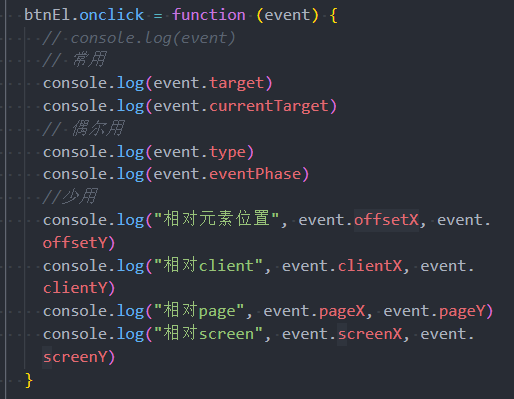 btnEl.onclick = function (event) {
// console.log(event)
// 常用
console.log(event.target)
console.log(event.currentTarget)
// 偶尔用
console.log(event.type)
console.log(event.eventPhase)
//少用
console.log("相对元素位置", event.offsetX, event.
offsetY)
console.log("相对client", event.clientX, event.
clientY)
console.log("相对page", event.pageX, event.pageY)
console.log("相对screen", event.screenX, event.
screenY)
}